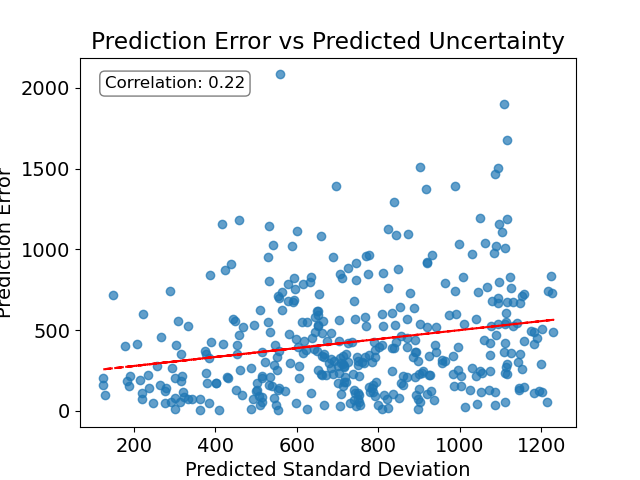 Prediction Error vs Predicted Uncertainty
Correlation: 0.22
Prediction Error
2000
1500
1000
500
0
200 400 600 800 1000 1200
Predicted Standard Deviation